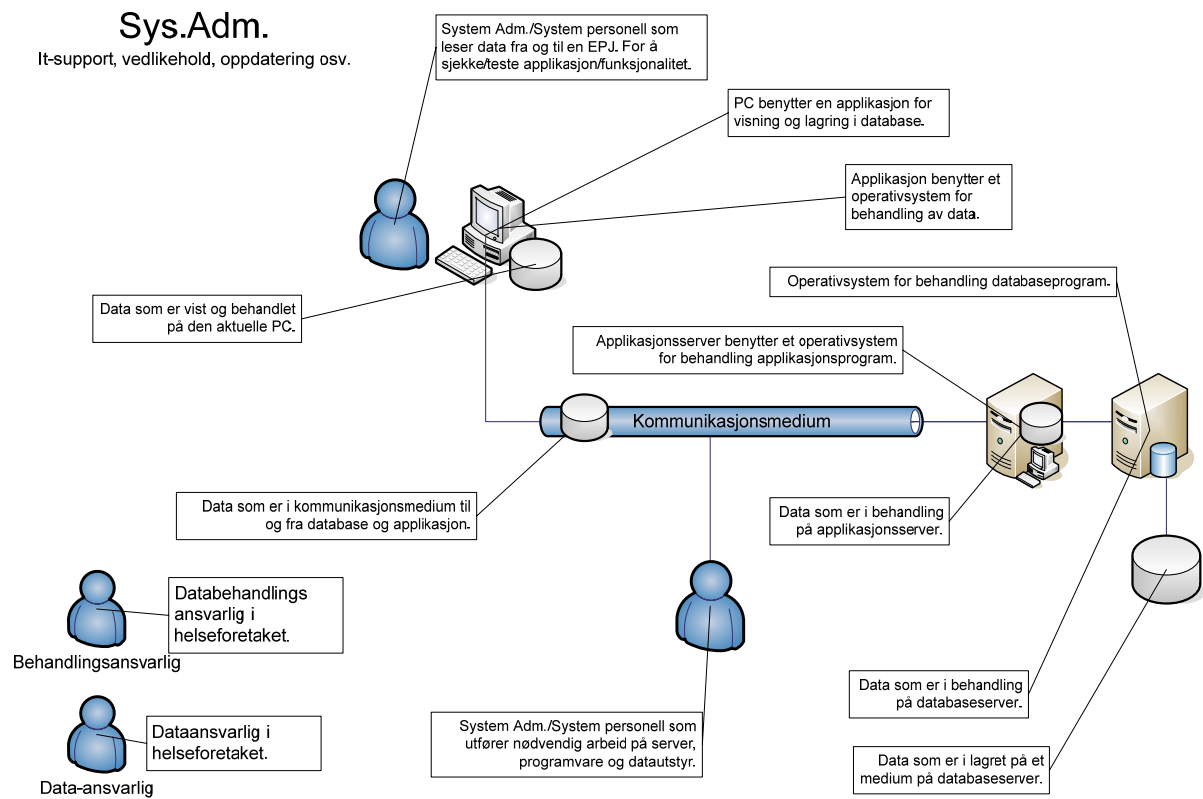 Sys.Adm.
It-support, vedlikehold, oppdatering osv.
System Adm./System personell som
leser data fra og til en EPJ. For å
sjekke/teste applikasjon/funksjonalitet.
PC benytter en applikasjon for
visning og lagring i database.
Applikasjon benytter et
operativsystem for
behandling av data.
Operativsystem for behandling databaseprogram.
Data som er vist og behandlet
på den aktuelle PC.
Applikasjonsserver benytter et operativsystem
for behandling applikasjonsprogram.
Kommunikasjonsmedium
Data som er i kommunikasjonsmedium til
og fra database og applikasjon.
Data som er i behandling
på applikasjonsserver.
Databehandlings
ansvarlig i
helseforetaket.
Behandlingsansvarlig
Data som er i behandling
på databaseserver.
Dataansvarlig i
helseforetaket.
Data-ansvarlig
System Adm./System personell som
utfører nødvendig arbeid på server,
programvare og datautstyr.
Data som er i lagret på et
medium på databaseserver.